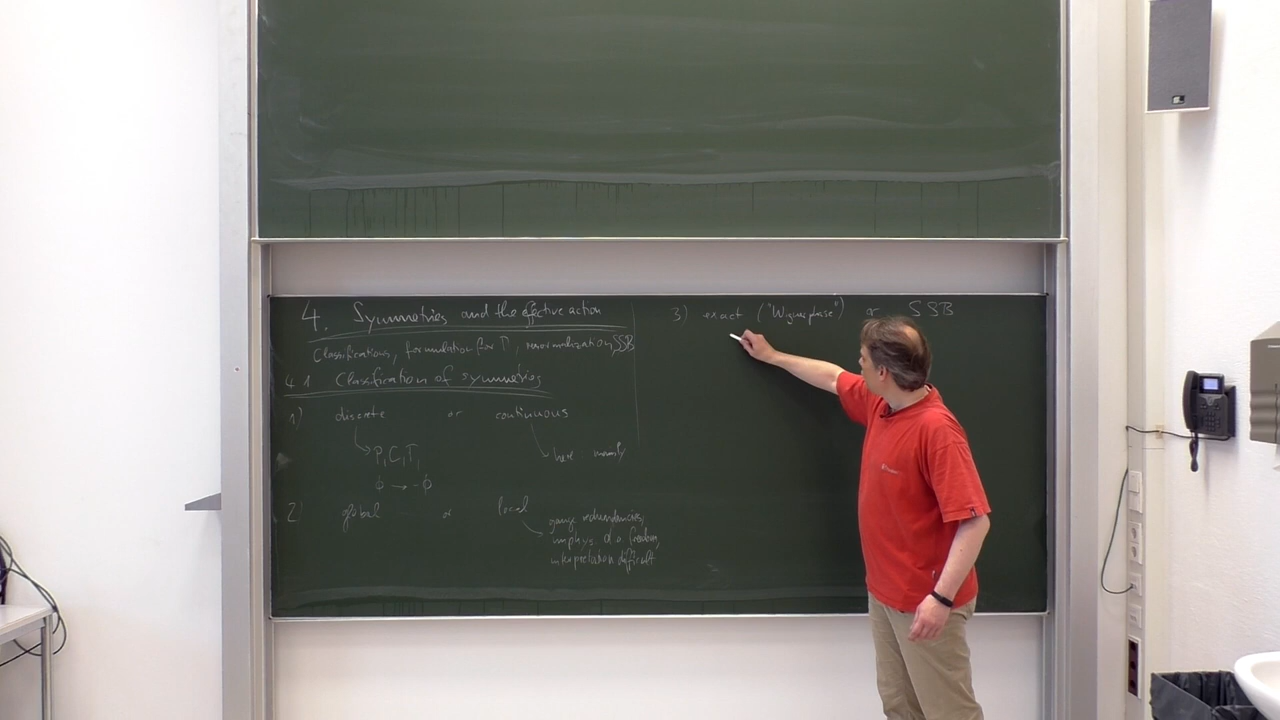 4. Symmetries and the effective action
Classifications, formulation for Γ, renormalization, SSB
4.1 Classification of symmetries
1) discrete or continuous
P, C, T, here mainly
ϕ → -ϕ
2) global or local
gauge redundancies,
unphys. d.o. freedom,
interpretation difficult
3) exact ("Wigner phase") or SSB